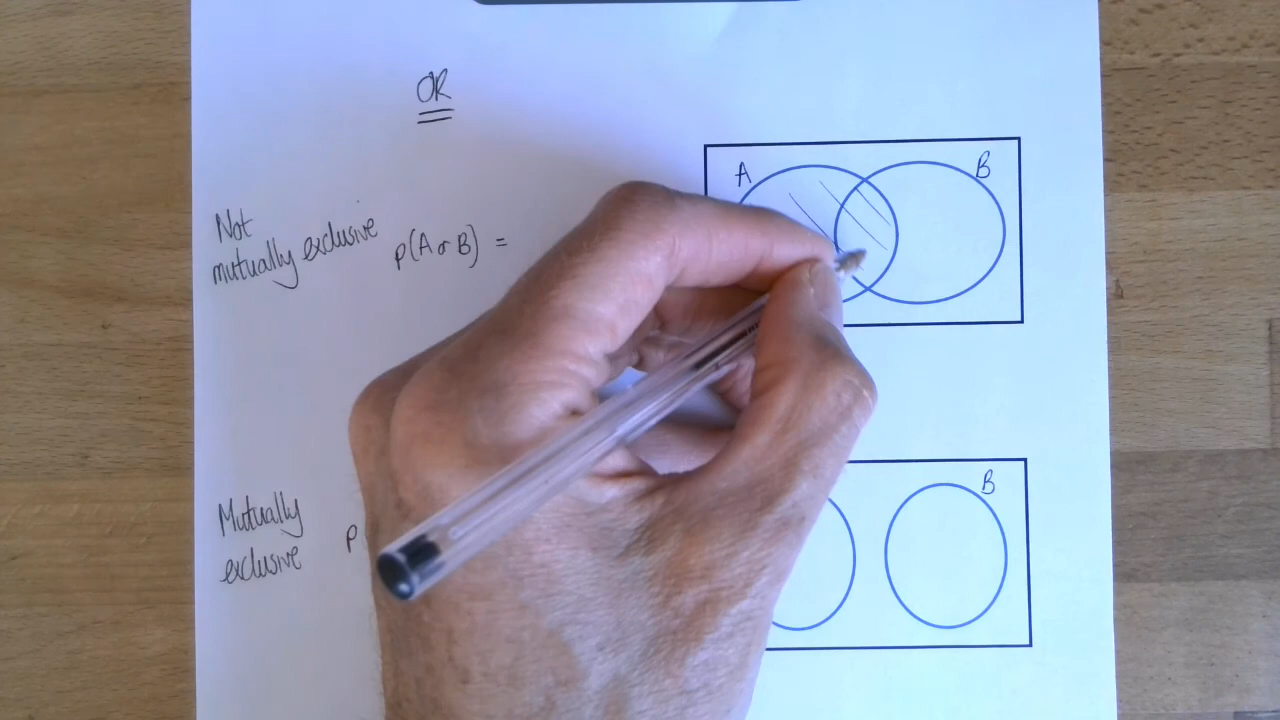 OR
A
B
Not
mutually exclusive
p(A or B) =
B
Mutually
exclusive
P